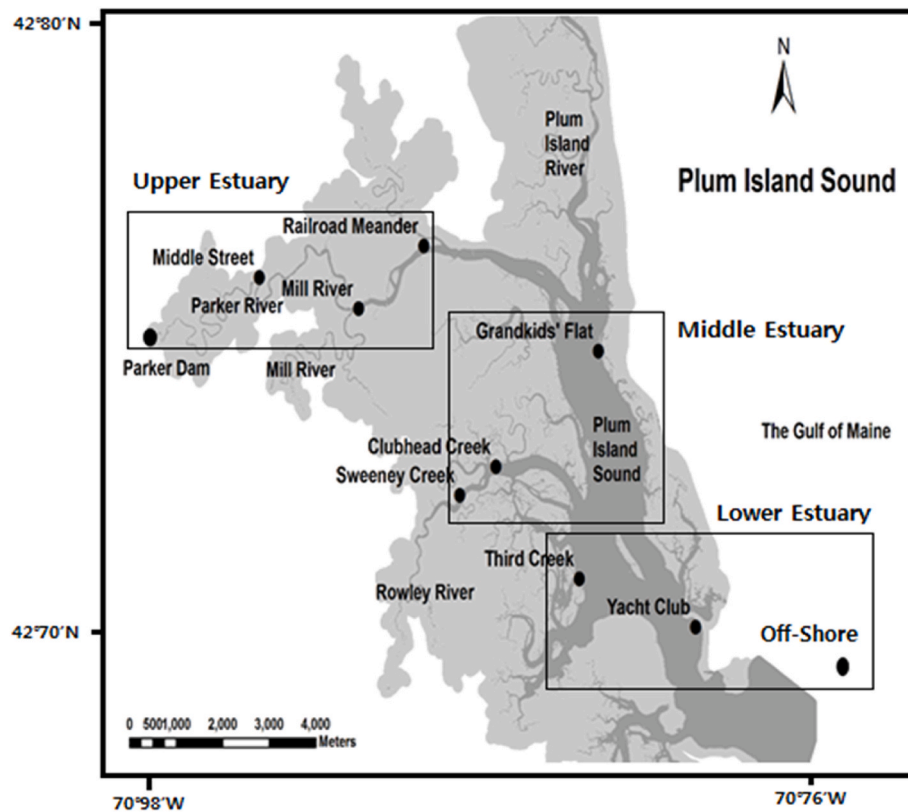 42°80'N
N
Plum
Island
River
Plum Island Sound
Upper Estuary
Railroad Meander
Middle Street
Mill River
Parker River
Parker Dam
Mill River
Grandkids' Flat
Middle Estuary
Plum
Island
Sound
The Gulf of Maine
Clubhead Creek
Sweeney Creek
Lower Estuary
Third Creek
Rowley River
Yacht Club
Off-Shore
42°70'N
0 5001,000 2,000 3,000 4,000
Meters
70°98'W
70°76'W